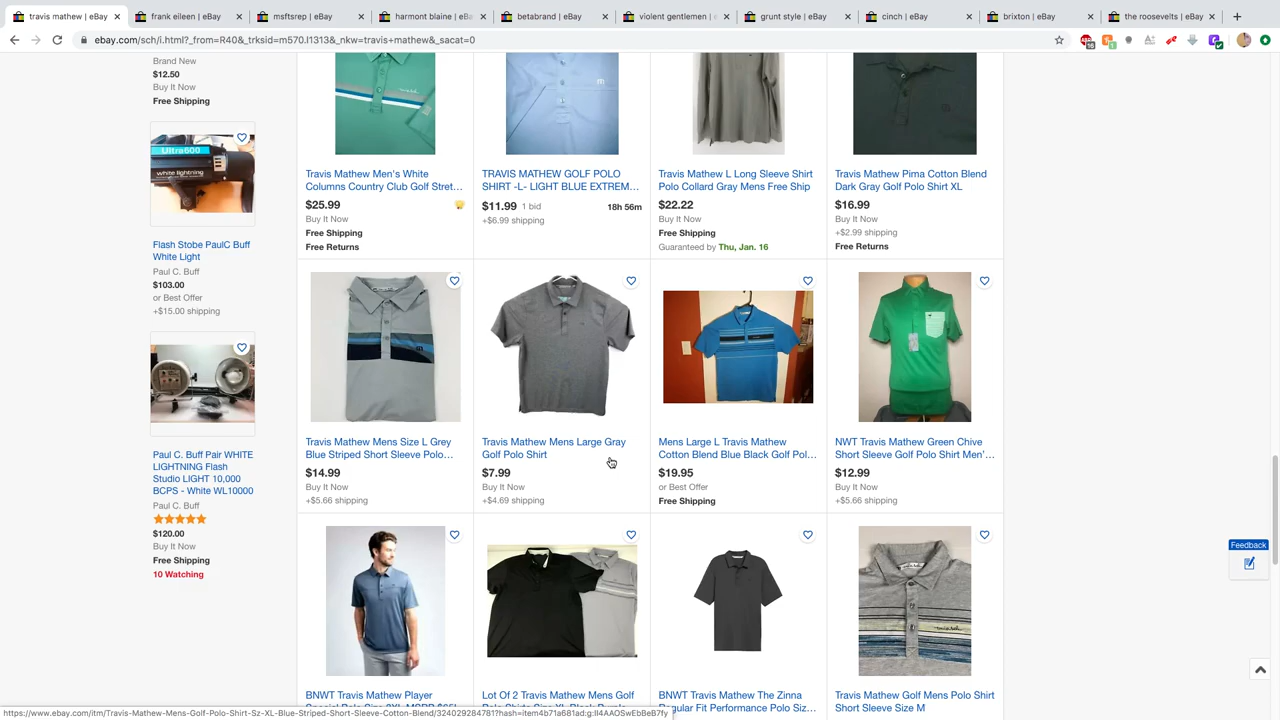 travis mathew | eBay
frank eileen | eBay
msftsrep | eBay
harmont blaine | eBa
betabrand | eBay
violent gentlemen | e
grunt style | eBay
cinch | eBay
brixton | eBay
the roosevelts | eBay
ebay.com/sch/i.html?_from=R40&_trksid=m570.l1313&_nkw=travis+mathew&_sacat=0
Brand New
$12.50
Buy It Now
Free Shipping
Ultra600
white lightning
Flash Stobe PaulC Buff
White Light
Paul C. Buff
$103.00
or Best Offer
+$15.00 shipping
Paul C. Buff Pair WHITE
LIGHTNING Flash
Studio LIGHT 10,000
BCPS - White WL10000
Paul C. Buff
$120.00
Buy It Now
Free Shipping
10 Watching
Travis Mathew Men's White
Columns Country Club Golf Stret...
$25.99
Buy It Now
Free Shipping
Free Returns
TRAVIS MATHEW GOLF POLO
SHIRT -L- LIGHT BLUE EXTREM...
$11.99 1 bid 18h 56m
+$6.99 shipping
Travis Mathew L Long Sleeve Shirt
Polo Collard Gray Mens Free Ship
$22.22
Buy It Now
Free Shipping
Guaranteed by Thu, Jan. 16
Travis Mathew Pima Cotton Blend
Dark Gray Golf Polo Shirt XL
$16.99
Buy It Now
+$2.99 shipping
Free Returns
Travis Mathew Mens Size L Grey
Blue Striped Short Sleeve Polo...
$14.99
Buy It Now
+$5.66 shipping
Travis Mathew Mens Large Gray
Golf Polo Shirt
$7.99
Buy It Now
+$4.69 shipping
Mens Large L Travis Mathew
Cotton Blend Blue Black Golf Pol...
$19.95
or Best Offer
Free Shipping
NWT Travis Mathew Green Chive
Short Sleeve Golf Polo Shirt Men'...
$12.99
Buy It Now
+$5.66 shipping
BNWT Travis Mathew Player
Lot Of 2 Travis Mathew Mens Golf
BNWT Travis Mathew The Zinna
Regular Fit Performance Polo Siz...
Travis Mathew Golf Mens Polo Shirt
Short Sleeve Size M
Feedback
https://www.ebay.com/itm/Travis-Mathew-Mens-Golf-Polo-Shirt-Sz-XL-Blue-Striped-Short-Sleeve-Cotton-Blend/324029284781?hash=item4b71a681ad:g:II4AAOSwEbBeB7fy